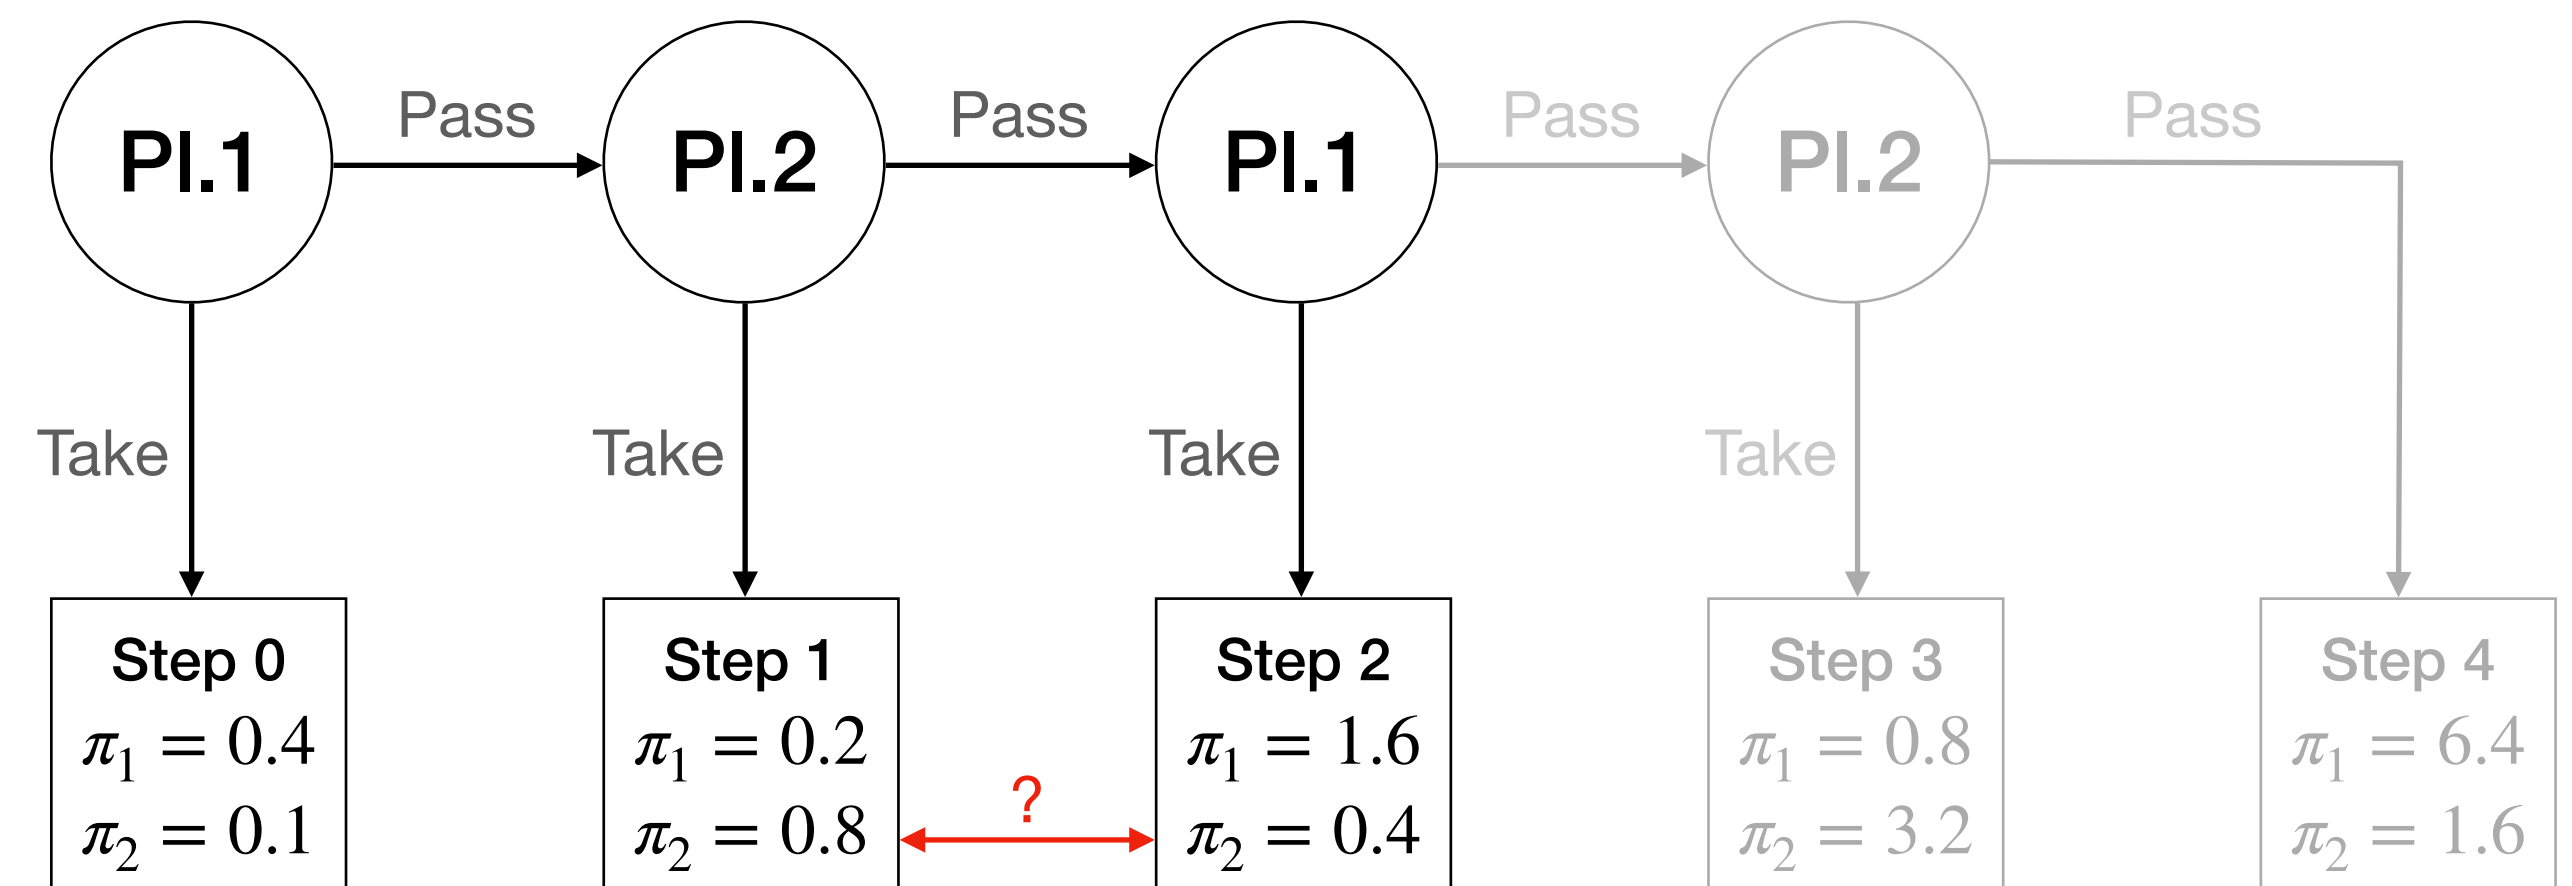 Pl.1 Pass Pl.2 Pass Pl.1 Pass Pl.2 Pass
Take Take Take Take
Step 0 Step 1 Step 2 Step 3 Step 4
π₁ = 0.4 π₁ = 0.2 π₁ = 1.6 π₁ = 0.8 π₁ = 6.4
?
π₂ = 0.1 π₂ = 0.8 π₂ = 0.4 π₂ = 3.2 π₂ = 1.6